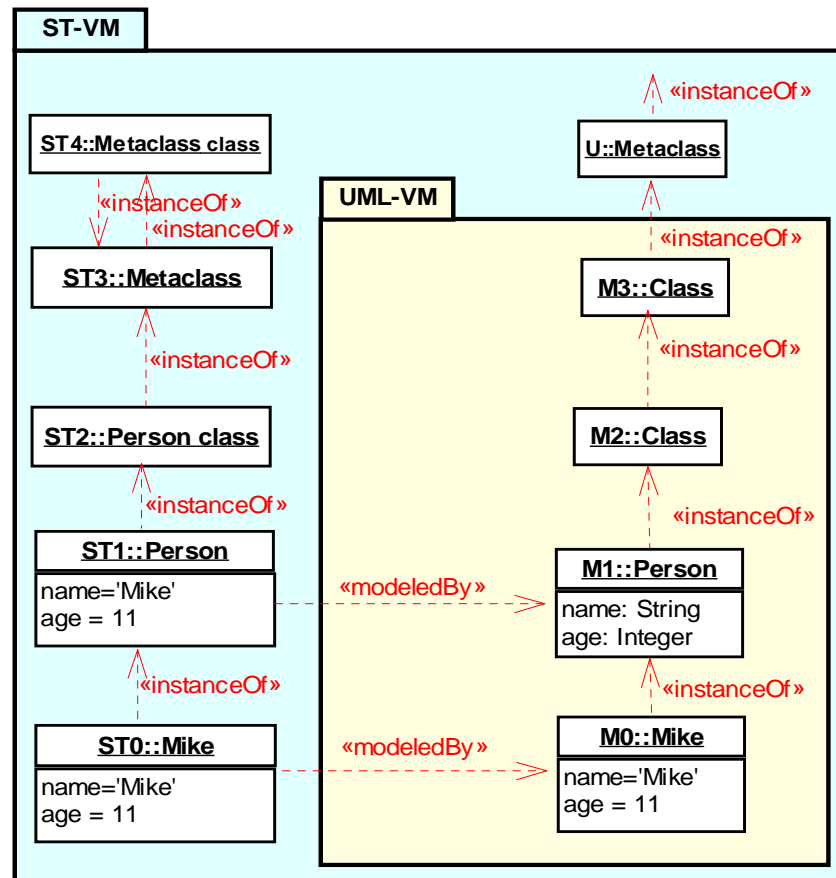 ST-VM
«instanceOf»
ST4::Metaclass class
U::Metaclass
«instanceOf»
«instanceOf»
UML-VM
«instanceOf»
ST3::Metaclass
M3::Class
«instanceOf»
«instanceOf»
ST2::Person class
M2::Class
«instanceOf»
«instanceOf»
ST1::Person
name='Mike'
age = 11
«modeledBy»
M1::Person
name: String
age: Integer
«instanceOf»
«instanceOf»
ST0::Mike
name='Mike'
age = 11
«modeledBy»
M0::Mike
name='Mike'
age = 11